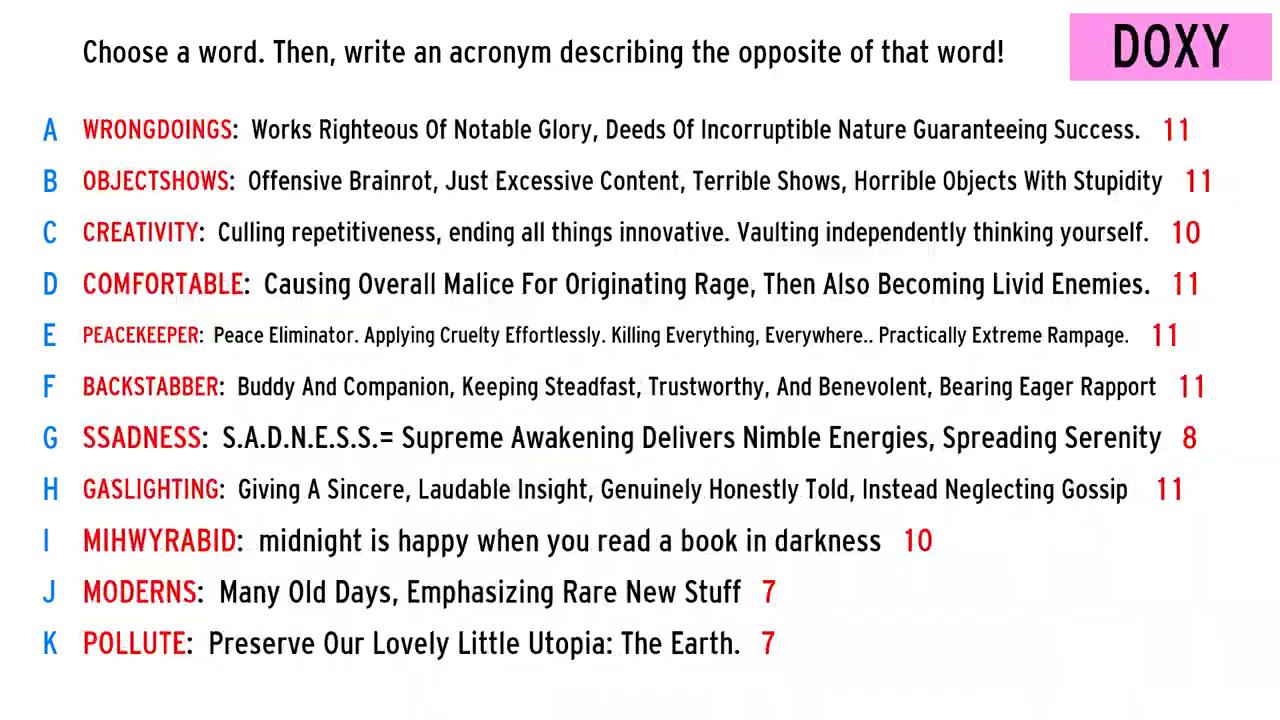 Choose a word. Then, write an acronym describing the opposite of that word!
DOXY
A WRONGDOINGS: Works Righteous Of Notable Glory, Deeds Of Incorruptible Nature Guaranteeing Success. 11
B OBJECTSHOWS: Offensive Brainrot, Just Excessive Content, Terrible Shows, Horrible Objects With Stupidity 11
C CREATIVITY: Culling repetitiveness, ending all things innovative. Vaulting independently thinking yourself. 10
D COMFORTABLE: Causing Overall Malice For Originating Rage, Then Also Becoming Livid Enemies. 11
E PEACEKEEPER: Peace Eliminator. Applying Cruelty Effortlessly. Killing Everything, Everywhere.. Practically Extreme Rampage. 11
F BACKSTABBER: Buddy And Companion, Keeping Steadfast, Trustworthy, And Benevolent, Bearing Eager Rapport 11
G SSADNESS: S.A.D.N.E.S.S.= Supreme Awakening Delivers Nimble Energies, Spreading Serenity 8
H GASLIGHTING: Giving A Sincere, Laudable Insight, Genuinely Honestly Told, Instead Neglecting Gossip 11
I MIHWYRABID: midnight is happy when you read a book in darkness 10
J MODERNS: Many Old Days, Emphasizing Rare New Stuff 7
K POLLUTE: Preserve Our Lovely Little Utopia: The Earth. 7